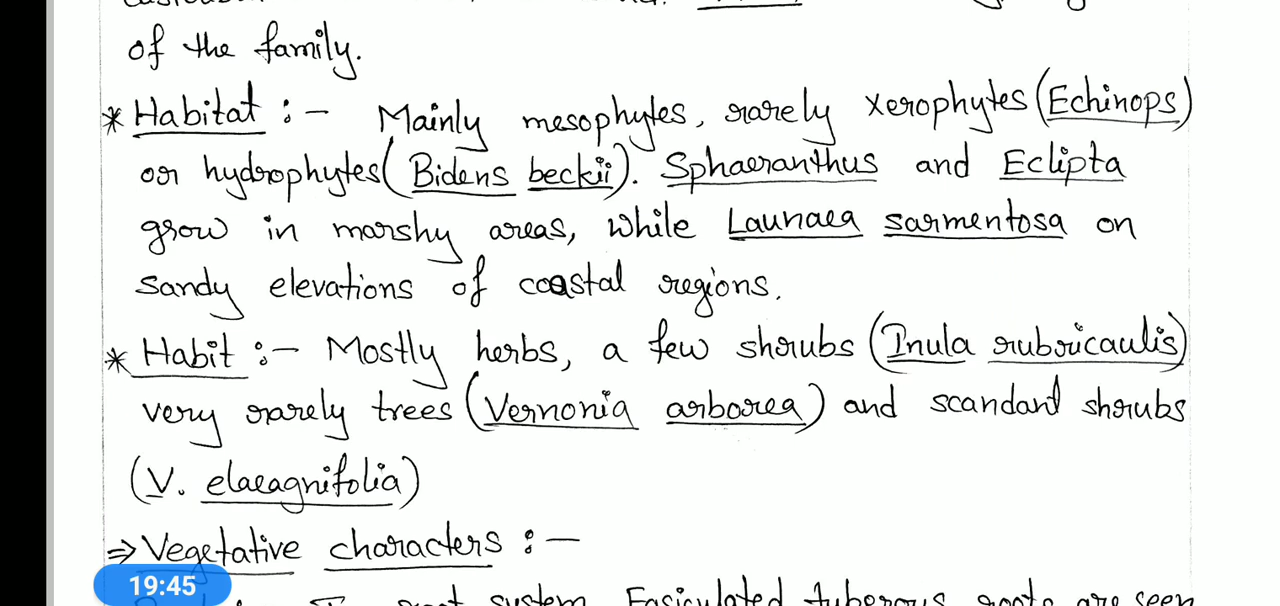 of the family.
* Habitat :- Mainly mesophytes, rarely xerophytes (Echinops)
or hydrophytes (Bidens beckii). Sphaeranthus and Eclipta
grow in marshy areas, while Launaea sarmentosa on
sandy elevations of coastal regions.
* Habit :- Mostly herbs, a few shrubs (Inula rubricaulis)
very rarely trees (Vernonia arborea) and scandant shrubs
(V. elaeagnifolia)
⇒ Vegetative characters :-
19:45
root system. Fasiculated tuberous roots are seen